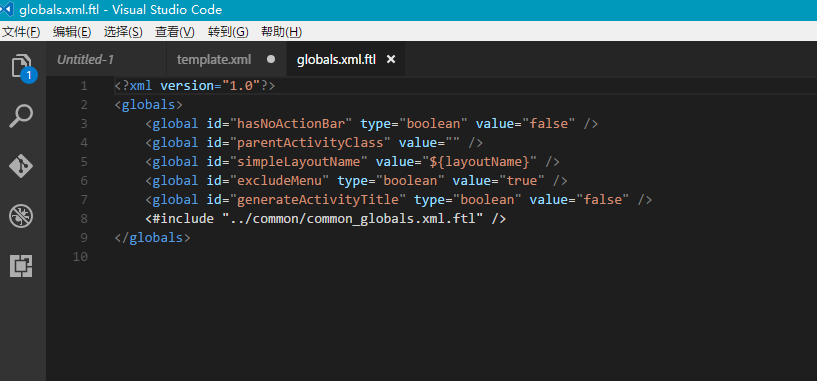 globals.xml.ftl - Visual Studio Code
文件(F) 编辑(E) 选择(S) 查看(V) 转到(G) 帮助(H)
1
Untitled-1 template.xml globals.xml.ftl
1 <?xml version="1.0"?>
2 <globals>
3 <global id="hasNoActionBar" type="boolean" value="false" />
4 <global id="parentActivityClass" value="" />
5 <global id="simpleLayoutName" value="${layoutName}" />
6 <global id="excludeMenu" type="boolean" value="true" />
7 <global id="generateActivityTitle" type="boolean" value="false" />
8 <#include "../common/common_globals.xml.ftl" />
9 </globals>
10